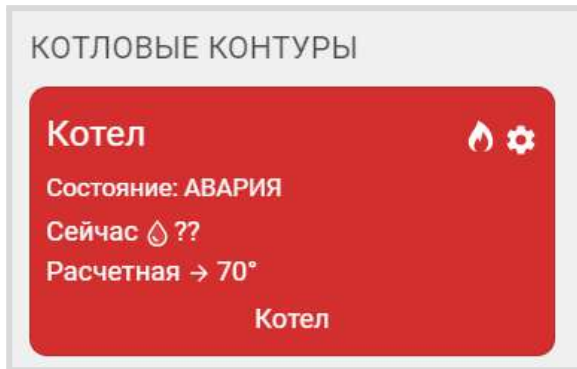 КОТЛОВЫЕ КОНТУРЫ
Котел
Состояние: АВАРИЯ
Сейчас ??
Расчетная → 70°
Котел